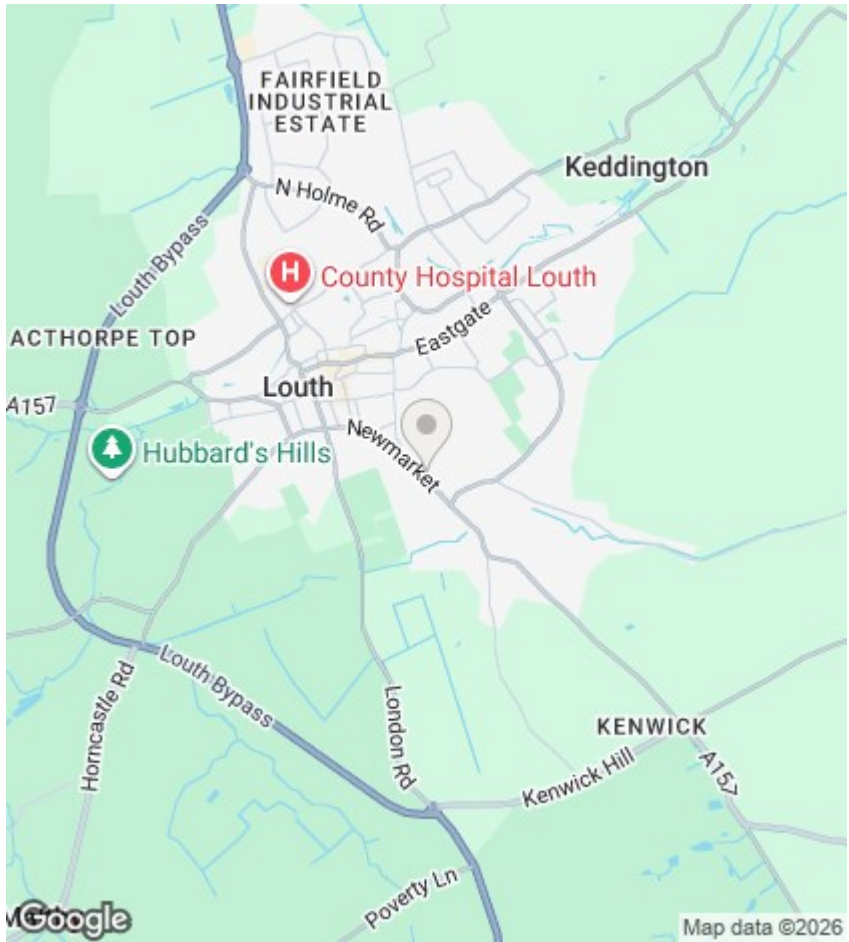 FAIRFIELD
INDUSTRIAL
ESTATE
Keddington
N Holme Rd
Louth Bypass
H
County Hospital Louth
ACTHORPE TOP
Eastgate
Louth
A157
Newmarket
Hubbard's Hills
Louth Bypass
Horncastle Rd
London Rd
KENWICK
A157
Kenwick Hill
Poverty Ln
Google
Map data ©2026